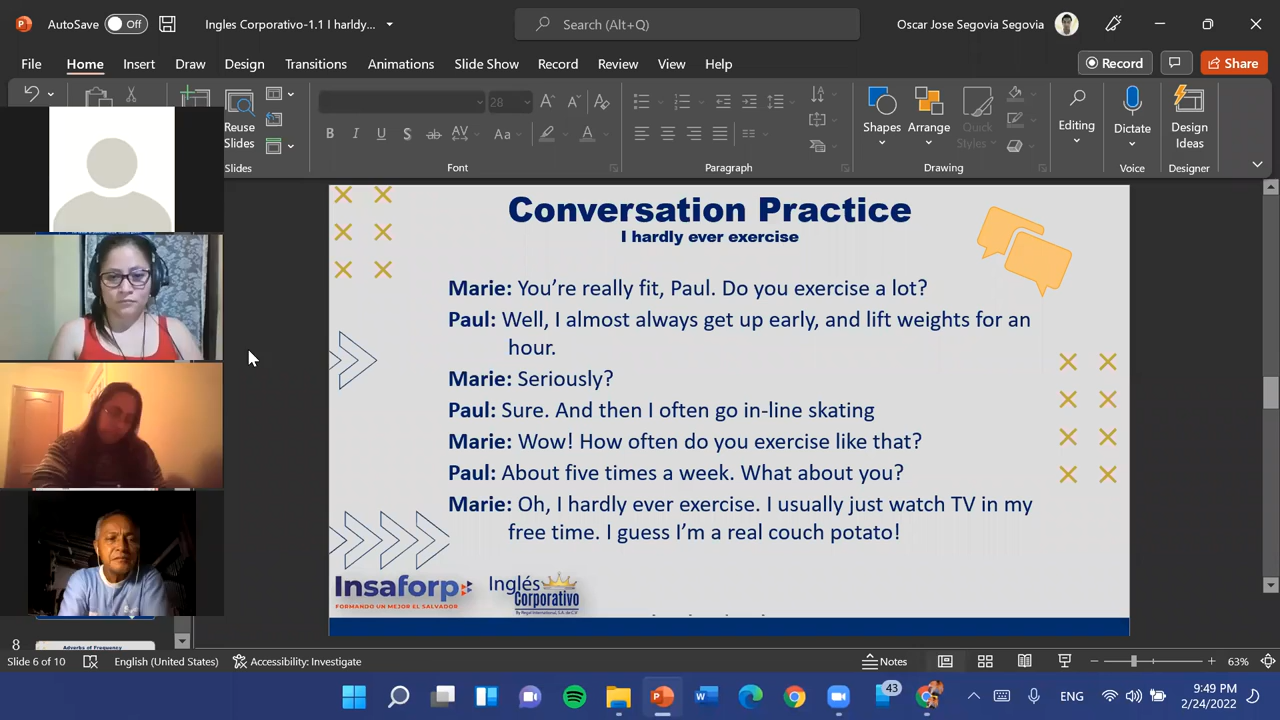 AutoSave Off Ingles Corporativo-1.1 I hardly... Search (Alt+Q) Oscar Jose Segovia Segovia
File Home Insert Draw Design Transitions Animations Slide Show Record Review View Help Record Share
28
Reuse Slides
Shapes Arrange Quick Styles Editing Dictate Design Ideas
Slides Font Paragraph Drawing Voice Designer
Conversation Practice
I hardly ever exercise
Marie: You're really fit, Paul. Do you exercise a lot?
Paul: Well, I almost always get up early, and lift weights for an
hour.
Marie: Seriously?
Paul: Sure. And then I often go in-line skating
Marie: Wow! How often do you exercise like that?
Paul: About five times a week. What about you?
Marie: Oh, I hardly ever exercise. I usually just watch TV in my
free time. I guess I'm a real couch potato!
Insaforp
FORMANDO UN MEJOR EL SALVADOR
Inglés
Corporativo
8
Adverbs of Frequency
Slide 6 of 10 English (United States) Accessibility: Investigate Notes 63%
43
ENG
9:49 PM
2/24/2022